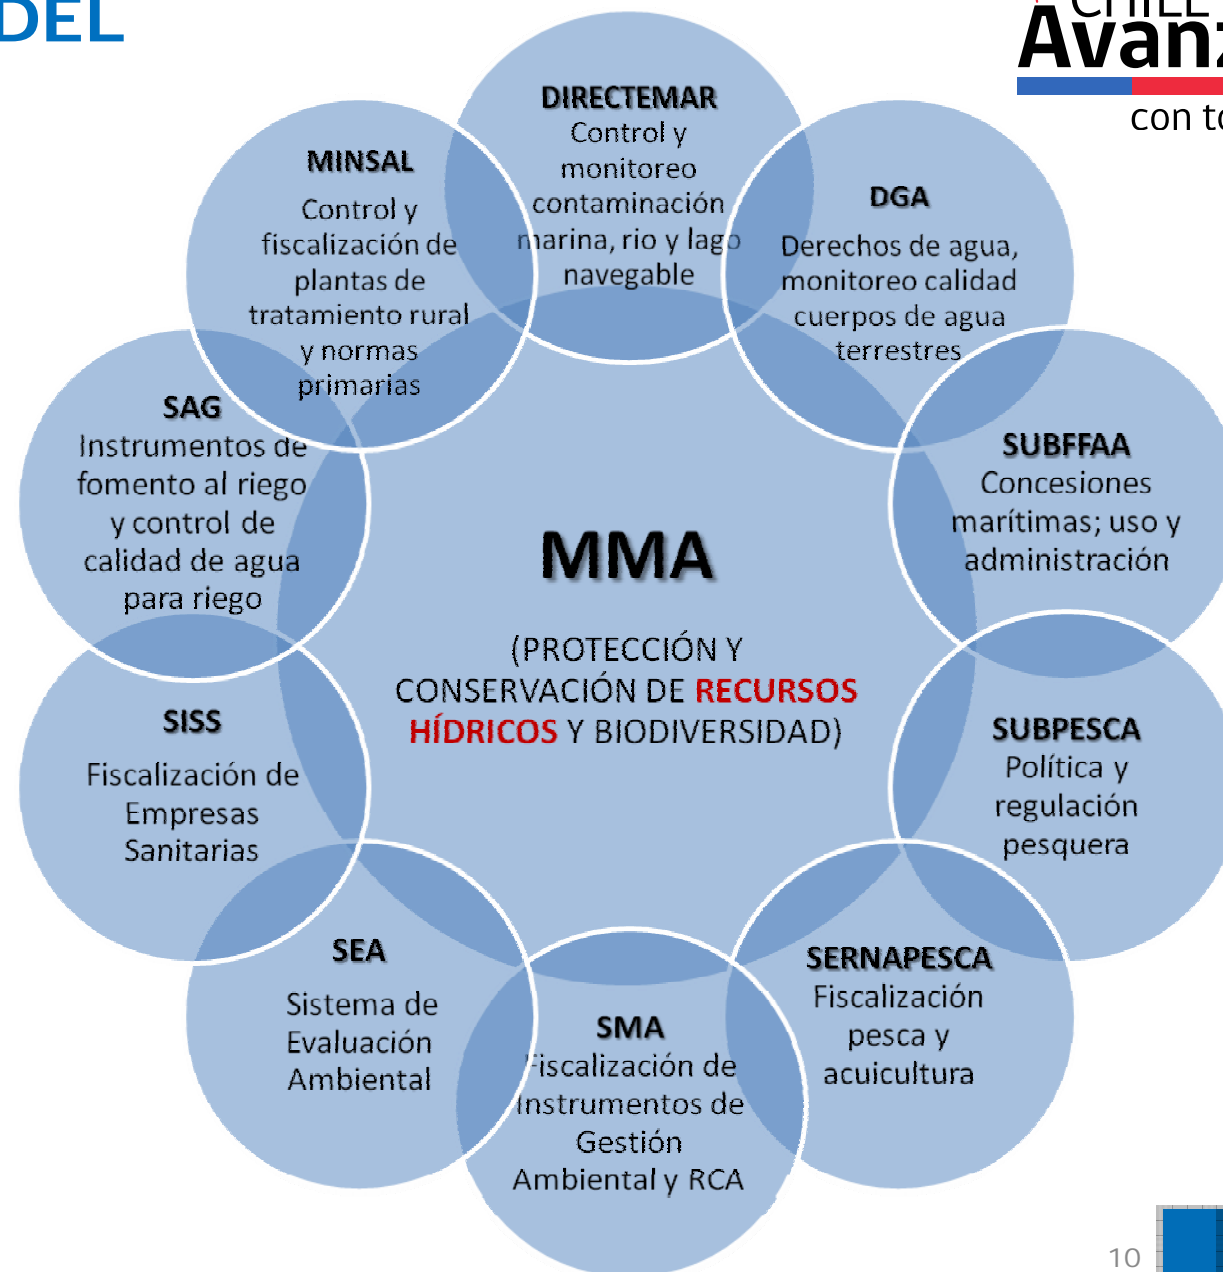 DEL
CHILE
Avanz
con to
DIRECTEMAR
Control y
monitoreo
contaminación
marina, rio y lago
navegable
MINSAL
Control y
fiscalización de
plantas de
tratamiento rural
y normas
primarias
DGA
Derechos de agua,
monitoreo calidad
cuerpos de agua
terrestres
SAG
Instrumentos de
fomento al riego
y control de
calidad de agua
para riego
SUBFFAA
Concesiones
marítimas; uso y
administración
MMA
(PROTECCIÓN Y
CONSERVACIÓN DE RECURSOS
HÍDRICOS Y BIODIVERSIDAD)
SISS
Fiscalización de
Empresas
Sanitarias
SUBPESCA
Política y
regulación
pesquera
SEA
Sistema de
Evaluación
Ambiental
SMA
Fiscalización de
Instrumentos de
Gestión
Ambiental y RCA
SERNAPESCA
Fiscalización
pesca y
acuicultura
10